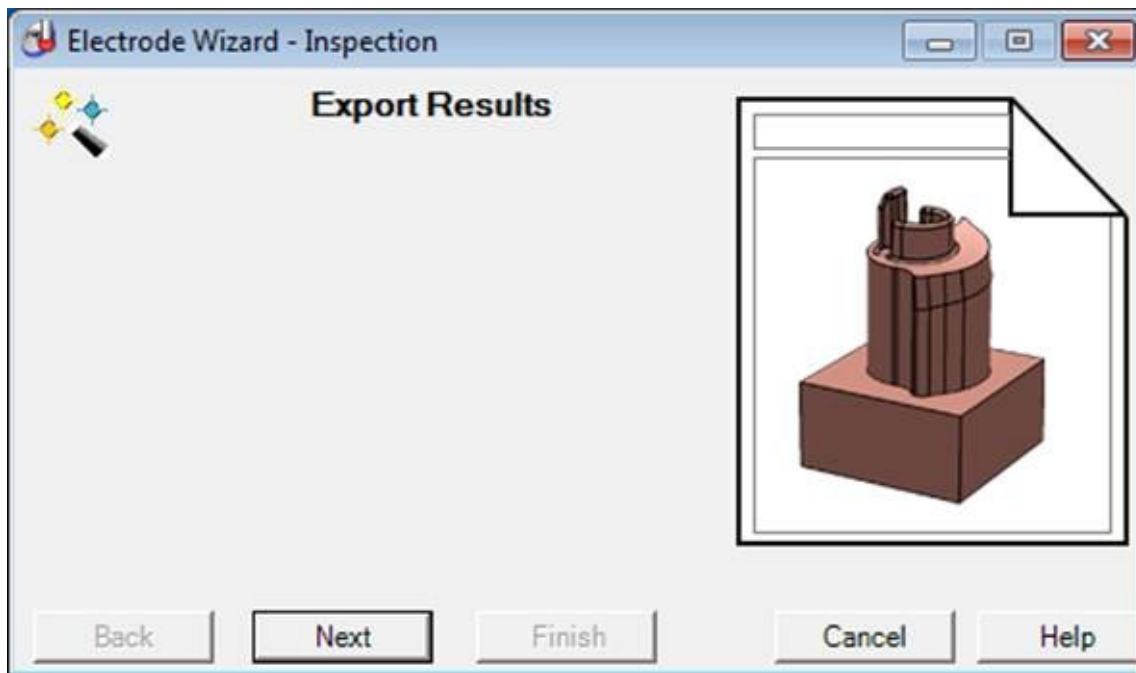 Electrode Wizard - Inspection
Export Results
Back Next Finish Cancel Help